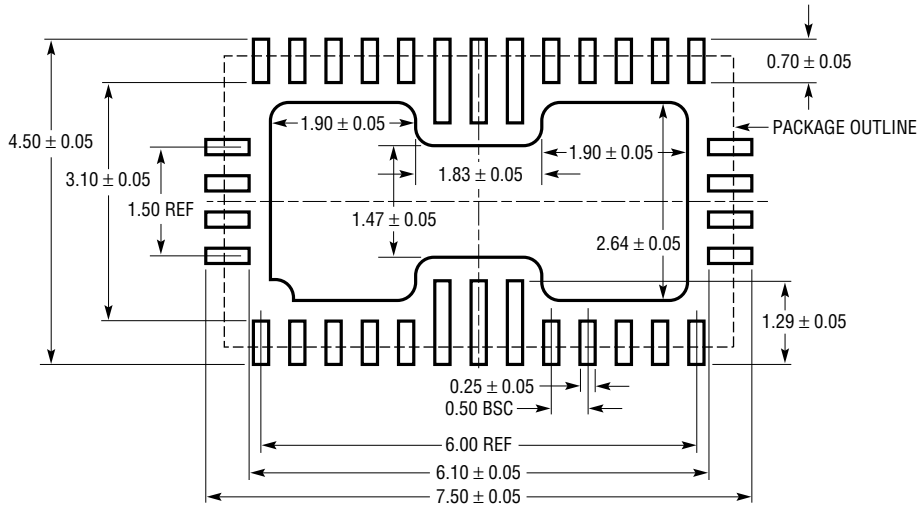 0.70 ± 0.05
4.50 ± 0.05
3.10 ± 0.05
1.50 REF
1.90 ± 0.05
1.83 ± 0.05
1.47 ± 0.05
1.90 ± 0.05
2.64 ± 0.05
PACKAGE OUTLINE
1.29 ± 0.05
0.25 ± 0.05
0.50 BSC
6.00 REF
6.10 ± 0.05
7.50 ± 0.05